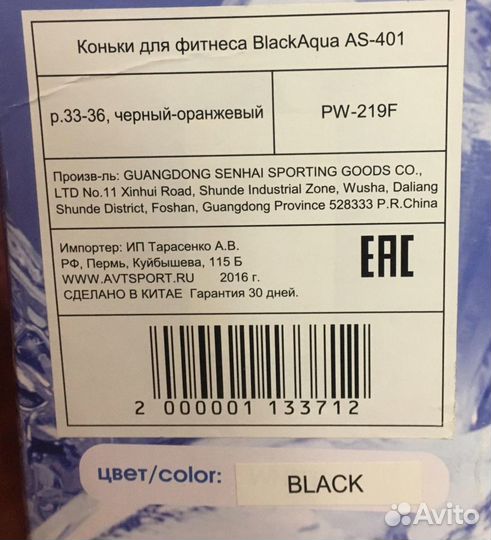 Коньки для фитнеса BlackAqua AS-401
р.33-36, черный-оранжевый
PW-219F
Произв-ль: GUANGDONG SENHAI SPORTING GOODS CO.,
LTD No.11 Xinhui Road, Shunde Industrial Zone, Wusha, Daliang
Shunde District, Foshan, Guangdong Province 528333 P.R.China
Импортер: ИП Тарасенко А.В.
РФ, Пермь, Куйбышева, 115 Б
WWW.AVTSPORT.RU 2016 г.
СДЕЛАНО В КИТАЕ Гарантия 30 дней.
EAC
2 000001 133712
цвет/color:
BLACK
Avito